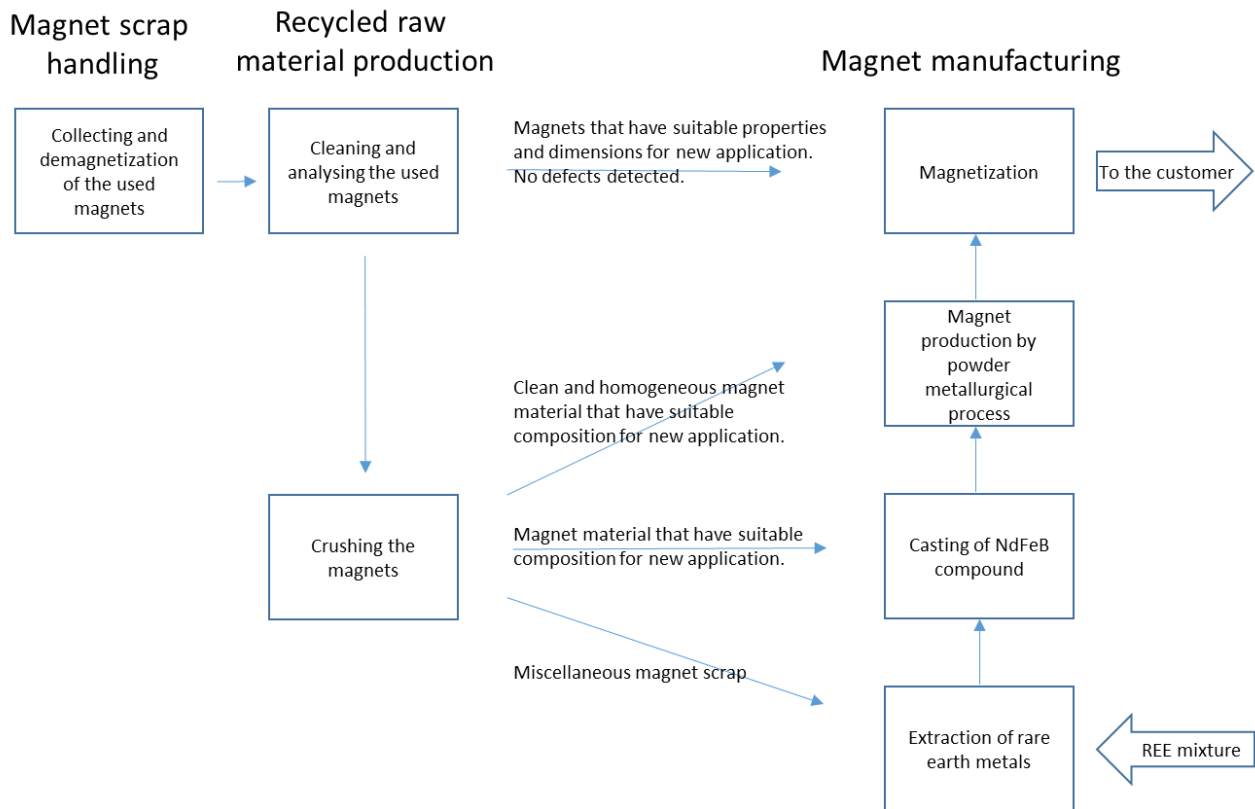 Magnet scrap
handling
Recycled raw
material production
Magnet manufacturing
Collecting and
demagnetization
of the used
magnets
Cleaning and
analysing the used
magnets
Magnets that have suitable properties
and dimensions for new application.
No defects detected.
Magnetization
To the customer
Magnet
production by
powder
metallurgical
process
Clean and homogeneous magnet
material that have suitable
composition for new application.
Crushing the
magnets
Magnet material that have suitable
composition for new application.
Casting of NdFeB
compound
Miscellaneous magnet scrap
Extraction of rare
earth metals
REE mixture